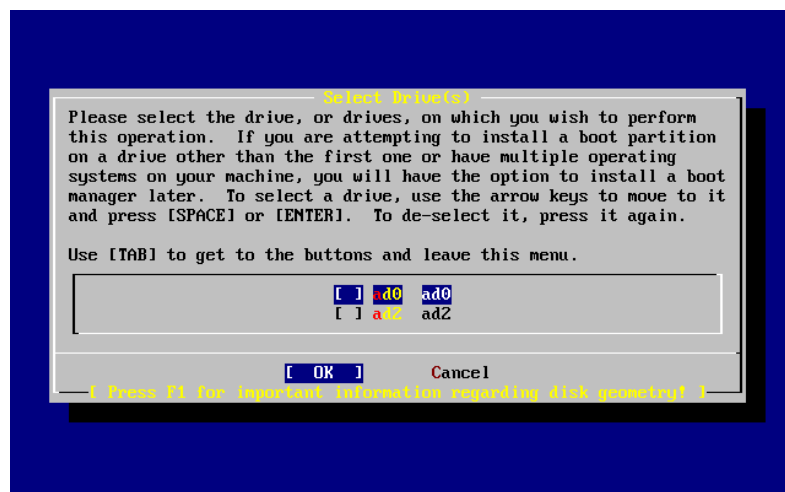 Select Drive(s)
Please select the drive, or drives, on which you wish to perform
this operation.  If you are attempting to install a boot partition
on a drive other than the first one or have multiple operating
systems on your machine, you will have the option to install a boot
manager later.  To select a drive, use the arrow keys to move to it
and press [SPACE] or [ENTER].  To de-select it, press it again.
Use [TAB] to get to the buttons and leave this menu.
[ ] ad0  ad0
[ ] ad2  ad2
[  OK  ]       Cancel
[ Press F1 for important information regarding disk geometry! ]